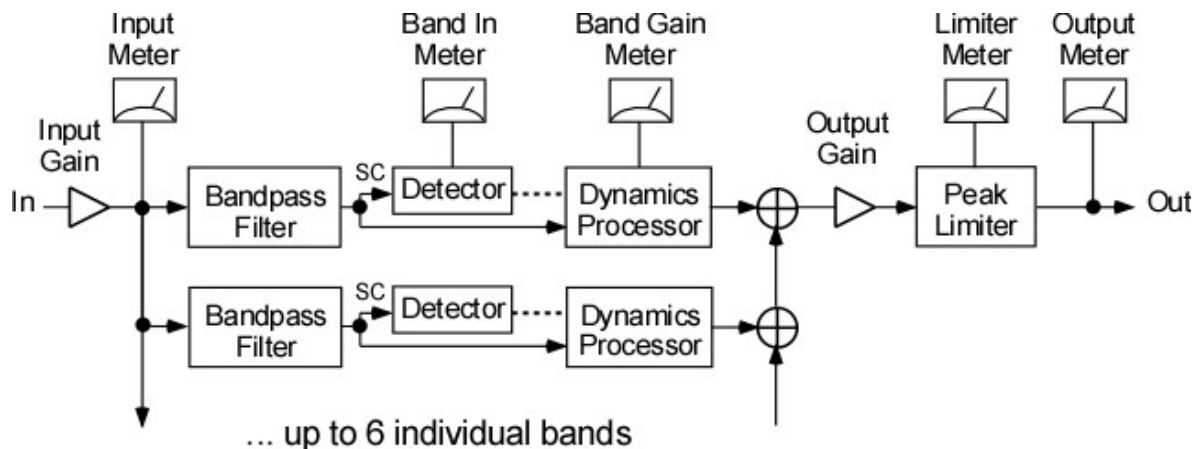 Input
Meter
Band In
Meter
Band Gain
Meter
Limiter
Meter
Output
Meter
Input
Gain
Output
Gain
In
Bandpass
Filter
SC
Detector
Dynamics
Processor
Peak
Limiter
Out
Bandpass
Filter
SC
Detector
Dynamics
Processor
... up to 6 individual bands